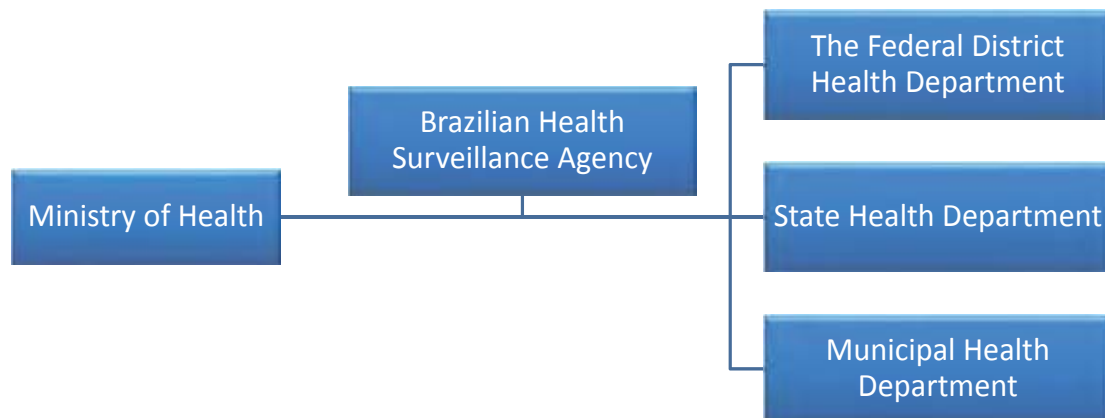 Ministry of Health
Brazilian Health
Surveillance Agency
The Federal District
Health Department
State Health Department
Municipal Health
Department